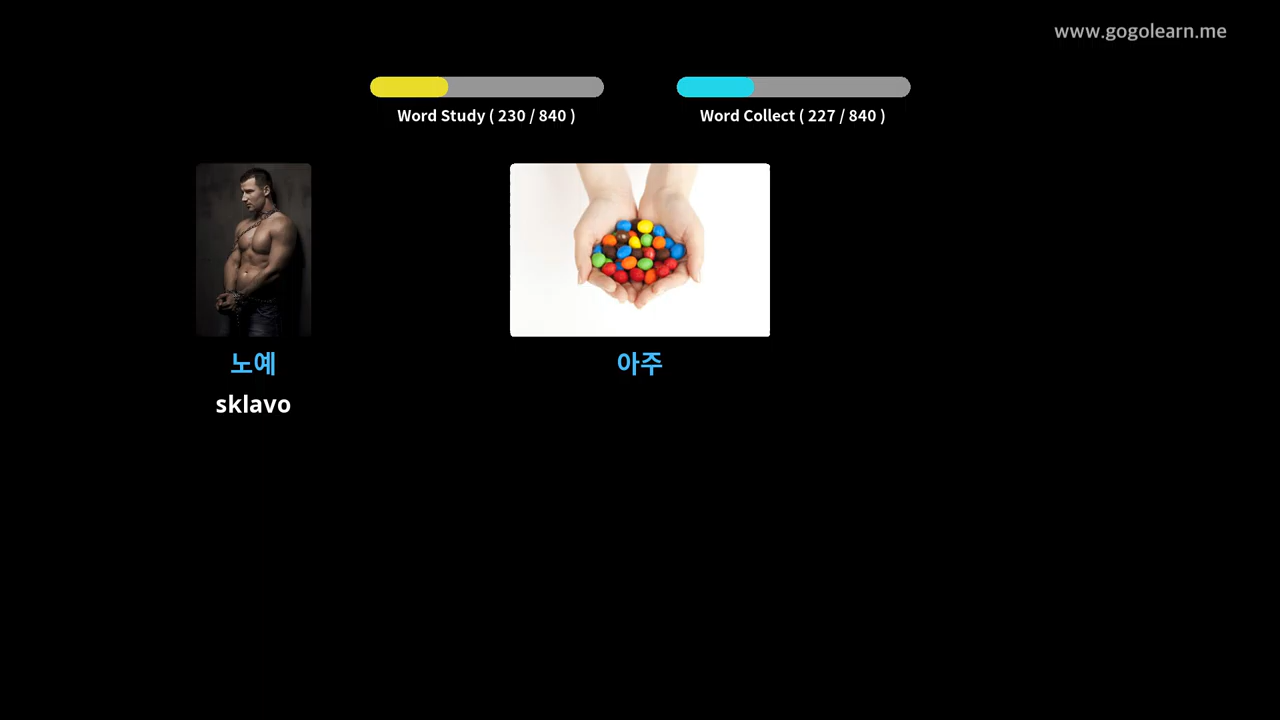 www.gogolearn.me
Word Study ( 230 / 840 )
Word Collect ( 227 / 840 )
노예
아주
sklavo